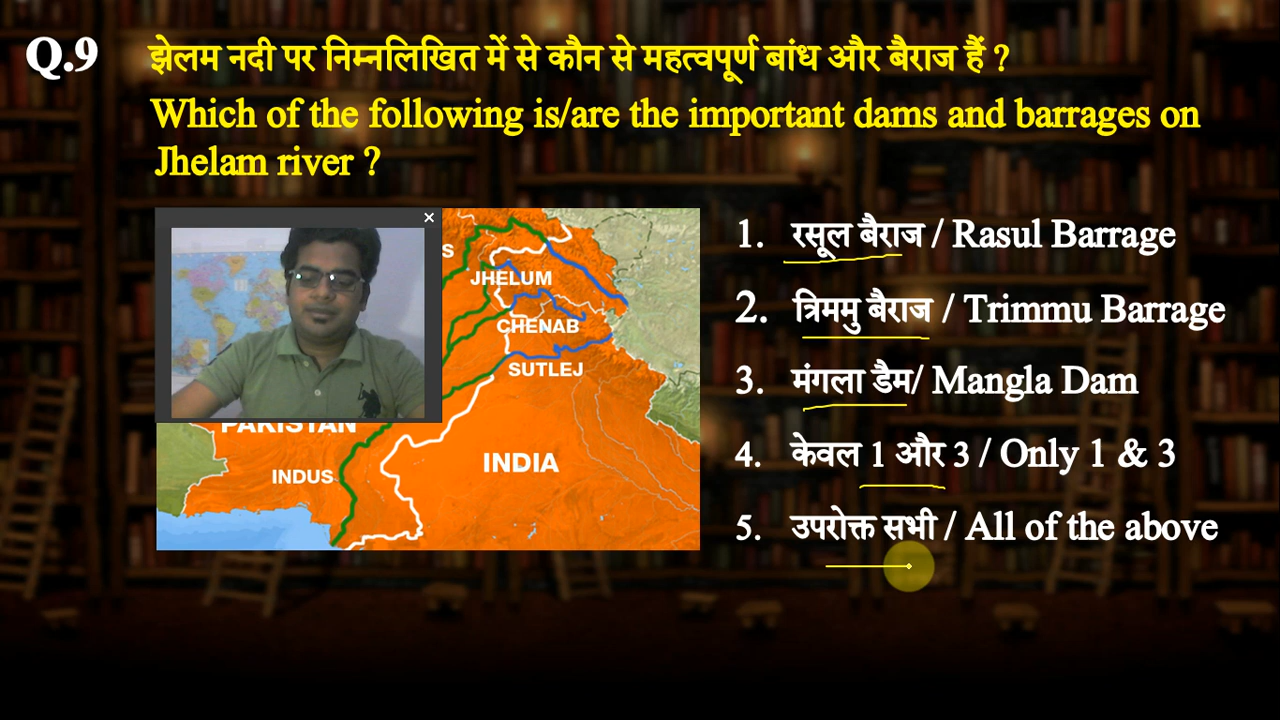 Q.9 झेलम नदी पर निम्नलिखित में से कौन से महत्वपूर्ण बांध और बैराज हैं ?
Which of the following is/are the important dams and barrages on
Jhelam river ?
S
JHELUM
CHENAB
SUTLEJ
PAKISTAN
INDUS
INDIA
1. रसूल बैराज / Rasul Barrage
2. त्रिममु बैराज / Trimmu Barrage
3. मंगला डैम/ Mangla Dam
4. केवल 1 और 3 / Only 1 & 3
5. उपरोक्त सभी / All of the above